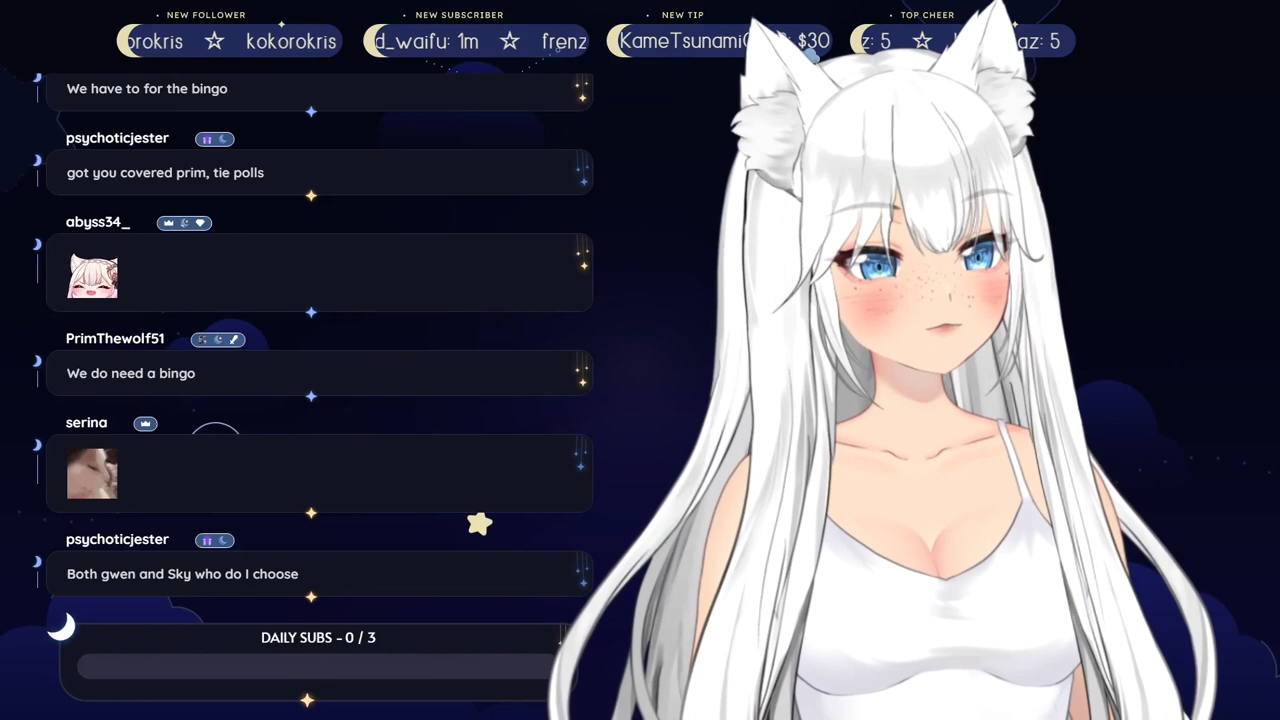 NEW FOLLOWER
NEW SUBSCRIBER
NEW TIP
TOP CHEER
orokris ☆ kokorokris
d_waifu: 1m ☆ frenz
KameTsunami $30
z: 5 ☆ az: 5
We have to for the bingo
psychoticjester
got you covered prim, tie polls
abyss34_
PrimThewolf51
We do need a bingo
serina
psychoticjester
Both gwen and Sky who do I choose
DAILY SUBS - 0 / 3